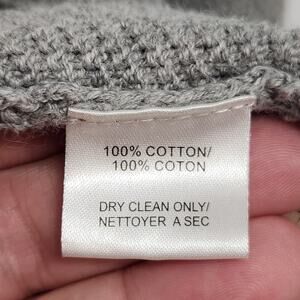 100% COTTON/
100% COTON
DRY CLEAN ONLY/
NETTOYER A SEC